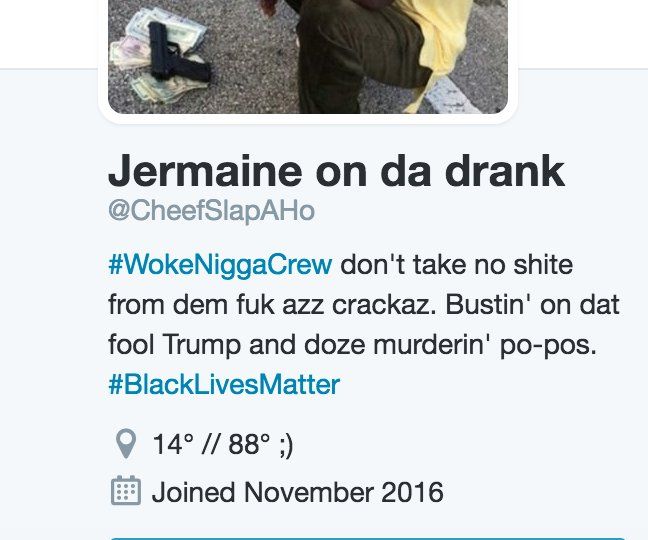 Jermaine on da drank
@CheefSlapAHo
#WokeNiggaCrew don't take no shite
from dem fuk azz crackaz. Bustin' on dat
fool Trump and doze murderin' po-pos.
#BlackLivesMatter
14° // 88° ;)
Joined November 2016